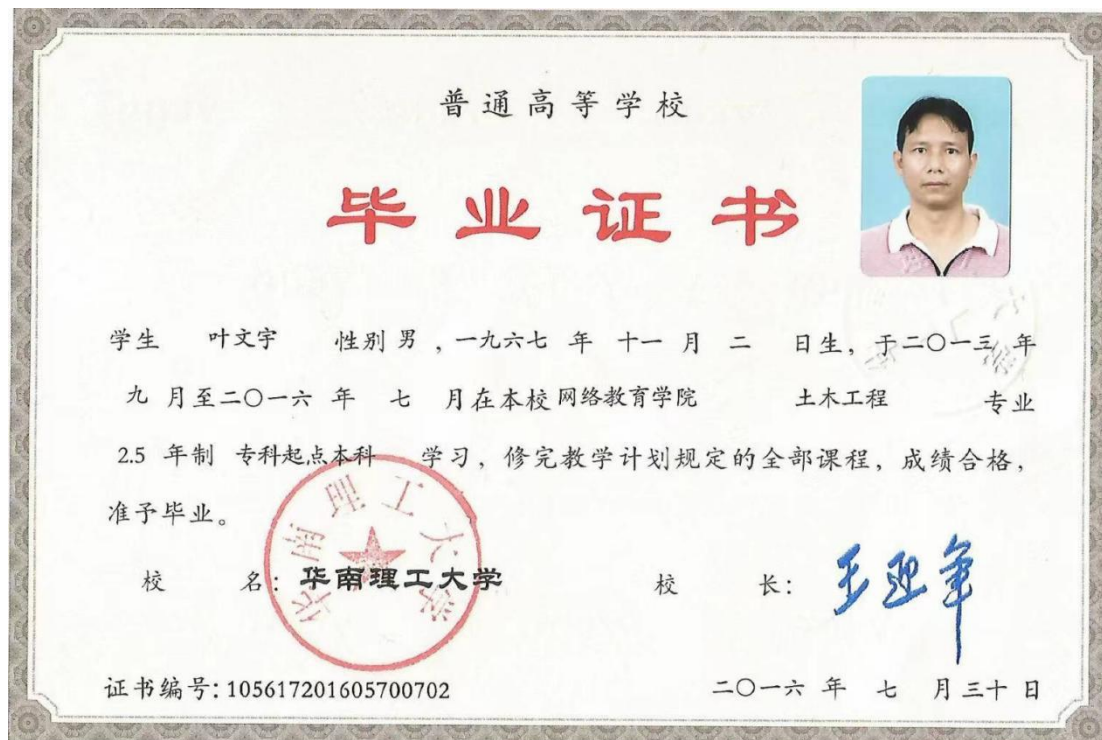 普通高等学校
毕业证书
学生 叶文宇 性别 男 ，一九六七 年 十一 月 二 日生，于二〇一三 年
九 月至二〇一六 年 七 月在本校 网络教育学院 土木工程 专业
2.5 年制 专科起点本科 学习，修完教学计划规定的全部课程，成绩合格，
准予毕业。
华南理工大学
校 名：华南理工大学 校 长：王迎军
证书编号：105617201605700702 二〇一六 年 七 月 三十 日